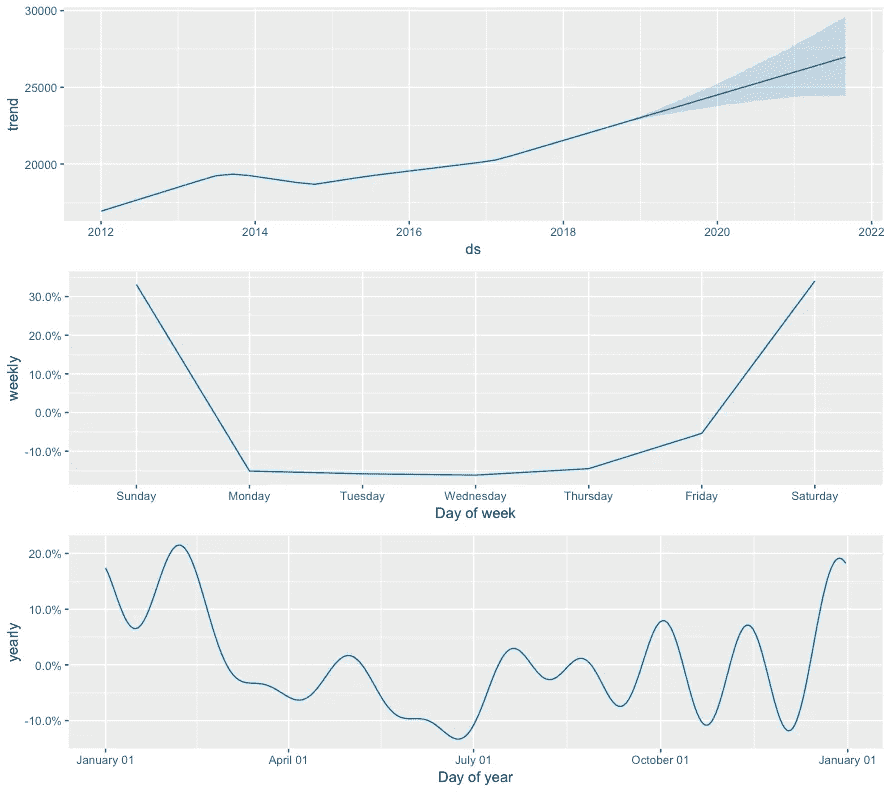 30000
25000
20000
trend
2012 2014 2016 2018 2020 2022
ds
30.0%
20.0%
10.0%
0.0%
-10.0%
weekly
Sunday Monday Tuesday Wednesday Thursday Friday Saturday
Day of week
20.0%
10.0%
0.0%
-10.0%
yearly
January 01 April 01 July 01 October 01 January 01
Day of year